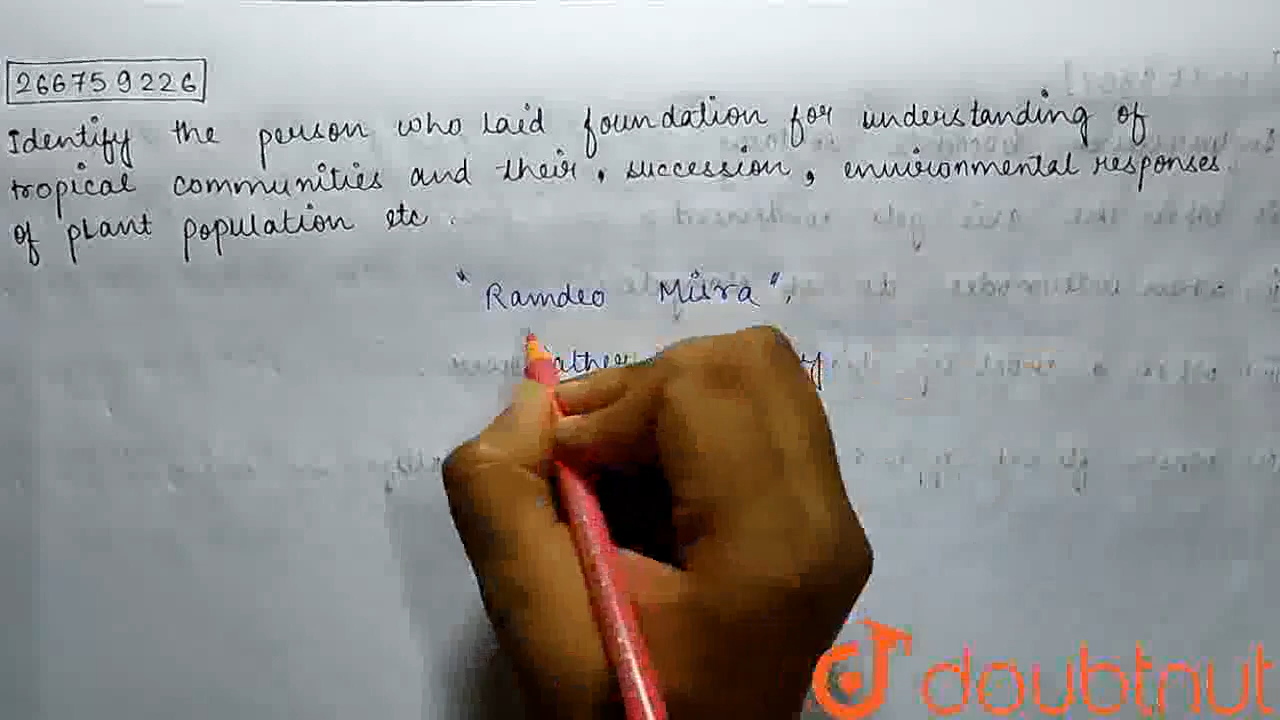 266759226
Identify the person who laid foundation for understanding of
tropical communities and their, succession, environmental responses
of plant population etc.
"Ramdeo Misra",
doubtnut